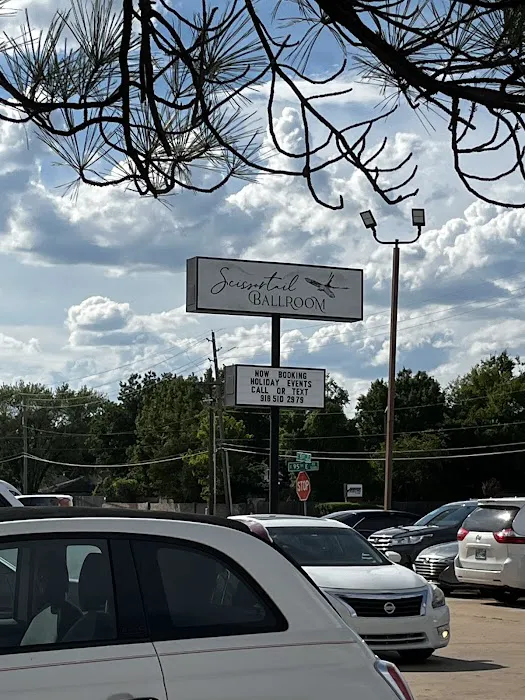 Scissortail
BALLROOM
NOW BOOKING
HOLIDAY EVENTS
CALL OR TEXT
918 510 2979
STOP